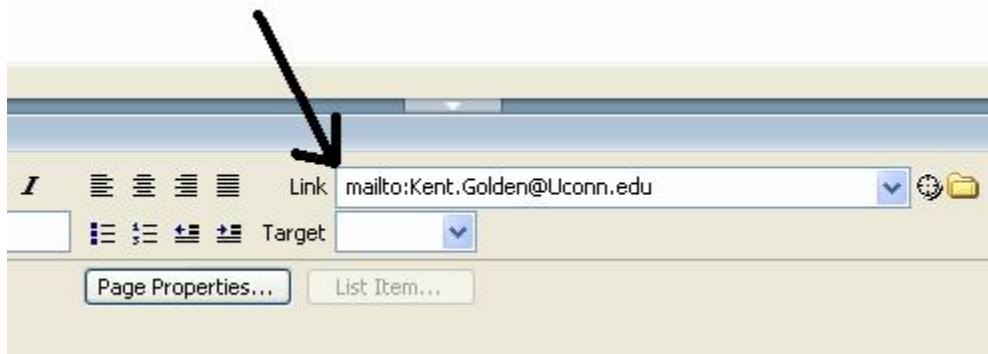 I Link mailto:Kent.Golden@Uconn.edu
Target
Page Properties... List Item...